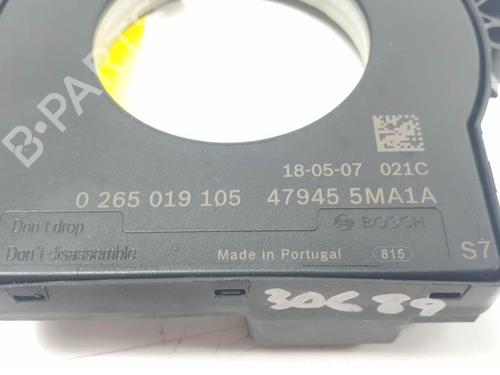 B-PARTS
18-05-07 021C
0 265 019 105 47945 5MA1A
Don't drop
BOSCH
Don't disassemble
Made in Portugal 815 S7
30C89